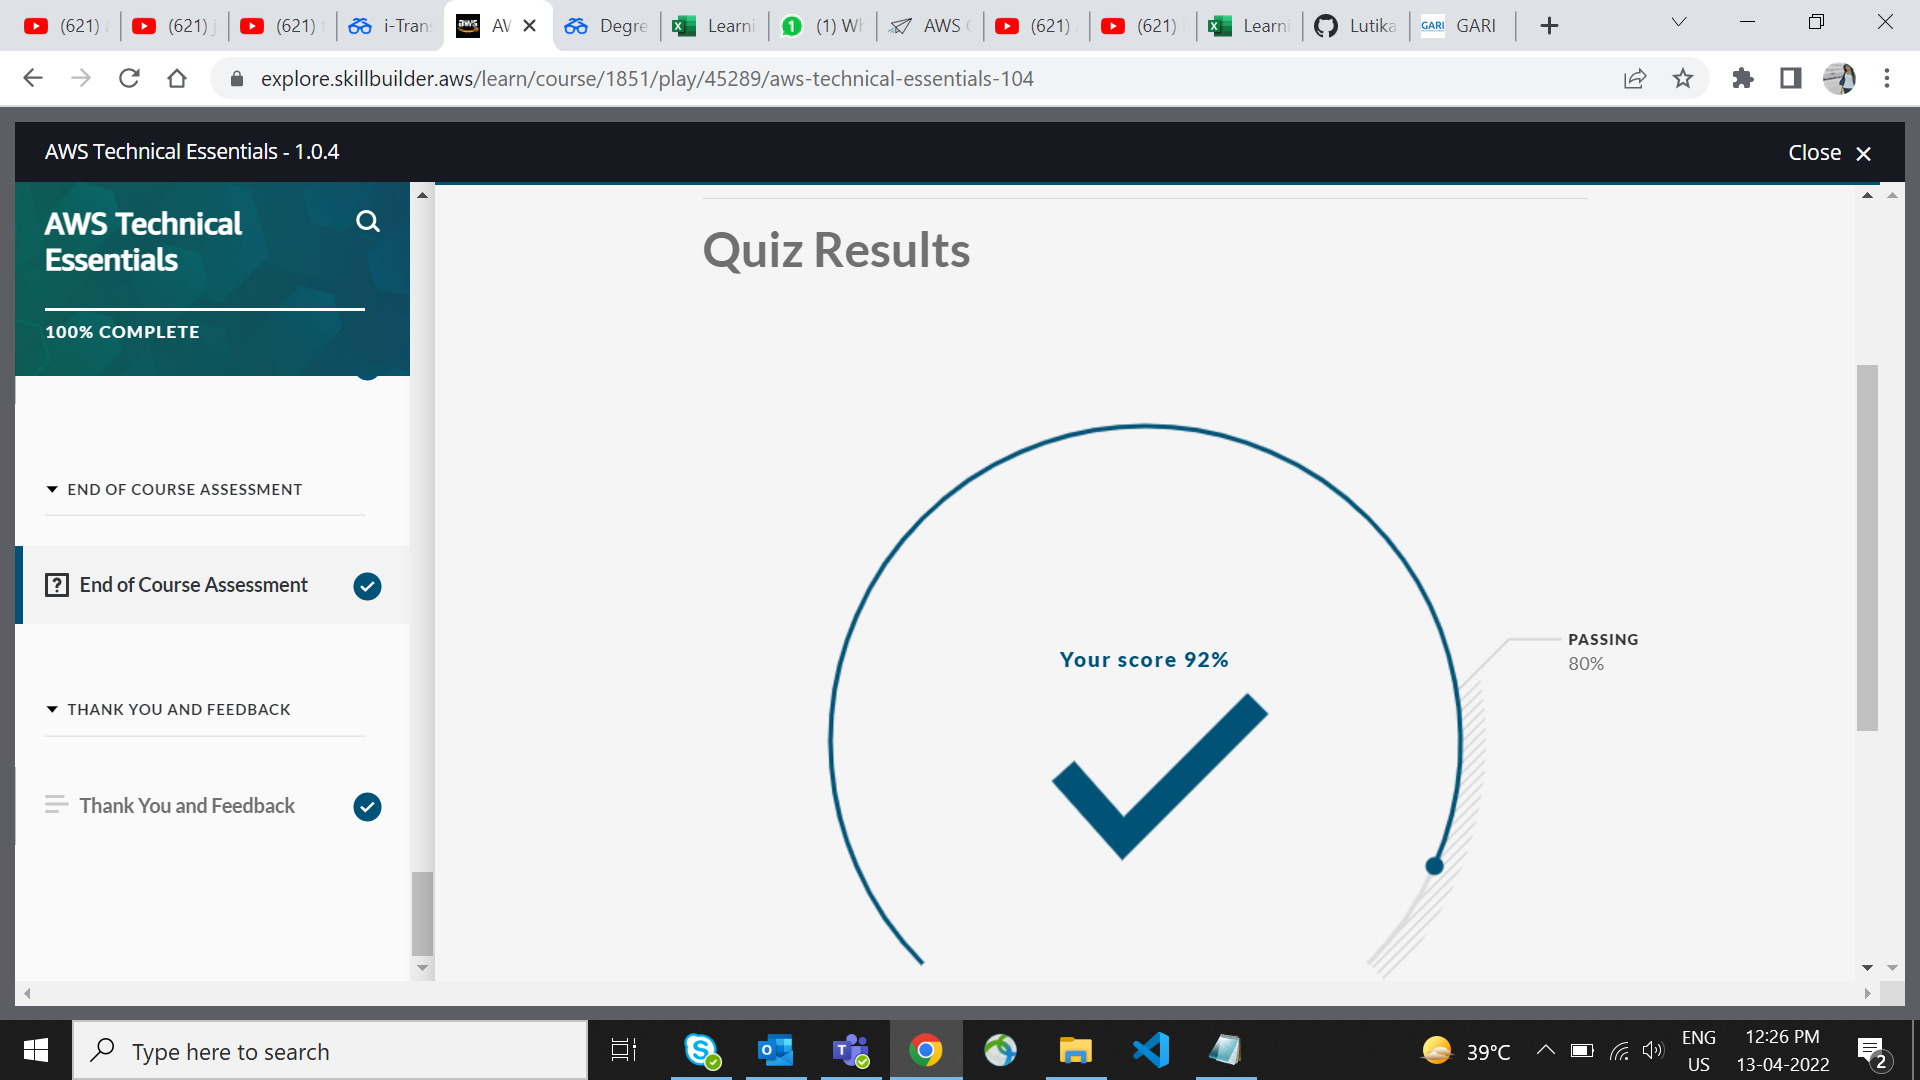 (621)
(621)
(621)
i-Tran
aws
Degre
Learni
(1) Wh
AWS
(621)
(621)
Learni
Lutika
GARI
GARI
explore.skillbuilder.aws/learn/course/1851/play/45289/aws-technical-essentials-104
AWS Technical Essentials - 1.0.4
Close
AWS Technical
Essentials
100% COMPLETE
END OF COURSE ASSESSMENT
End of Course Assessment
THANK YOU AND FEEDBACK
Thank You and Feedback
Quiz Results
Your score 92%
PASSING
80%
Type here to search
39°C
ENG
US
12:26 PM
13-04-2022
2